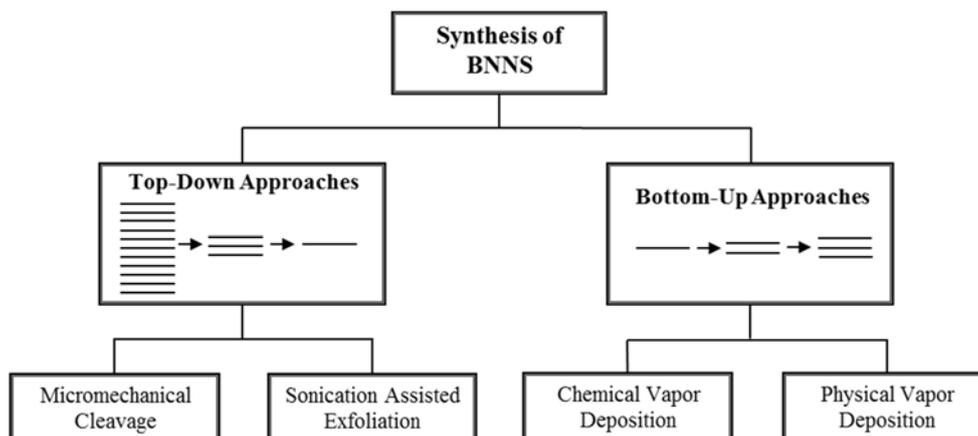 Synthesis of
BNNS
Top-Down Approaches
Bottom-Up Approaches
Micromechanical
Cleavage
Sonication Assisted
Exfoliation
Chemical Vapor
Deposition
Physical Vapor
Deposition